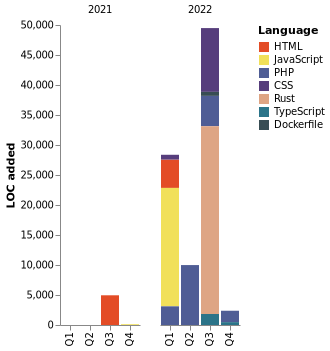 2021
2022
LOC added
50,000
45,000
40,000
35,000
30,000
25,000
20,000
15,000
10,000
5,000
0
Q1
Q2
Q3
Q4
Q1
Q2
Q3
Q4
Language
HTML
JavaScript
PHP
CSS
Rust
TypeScript
Dockerfile